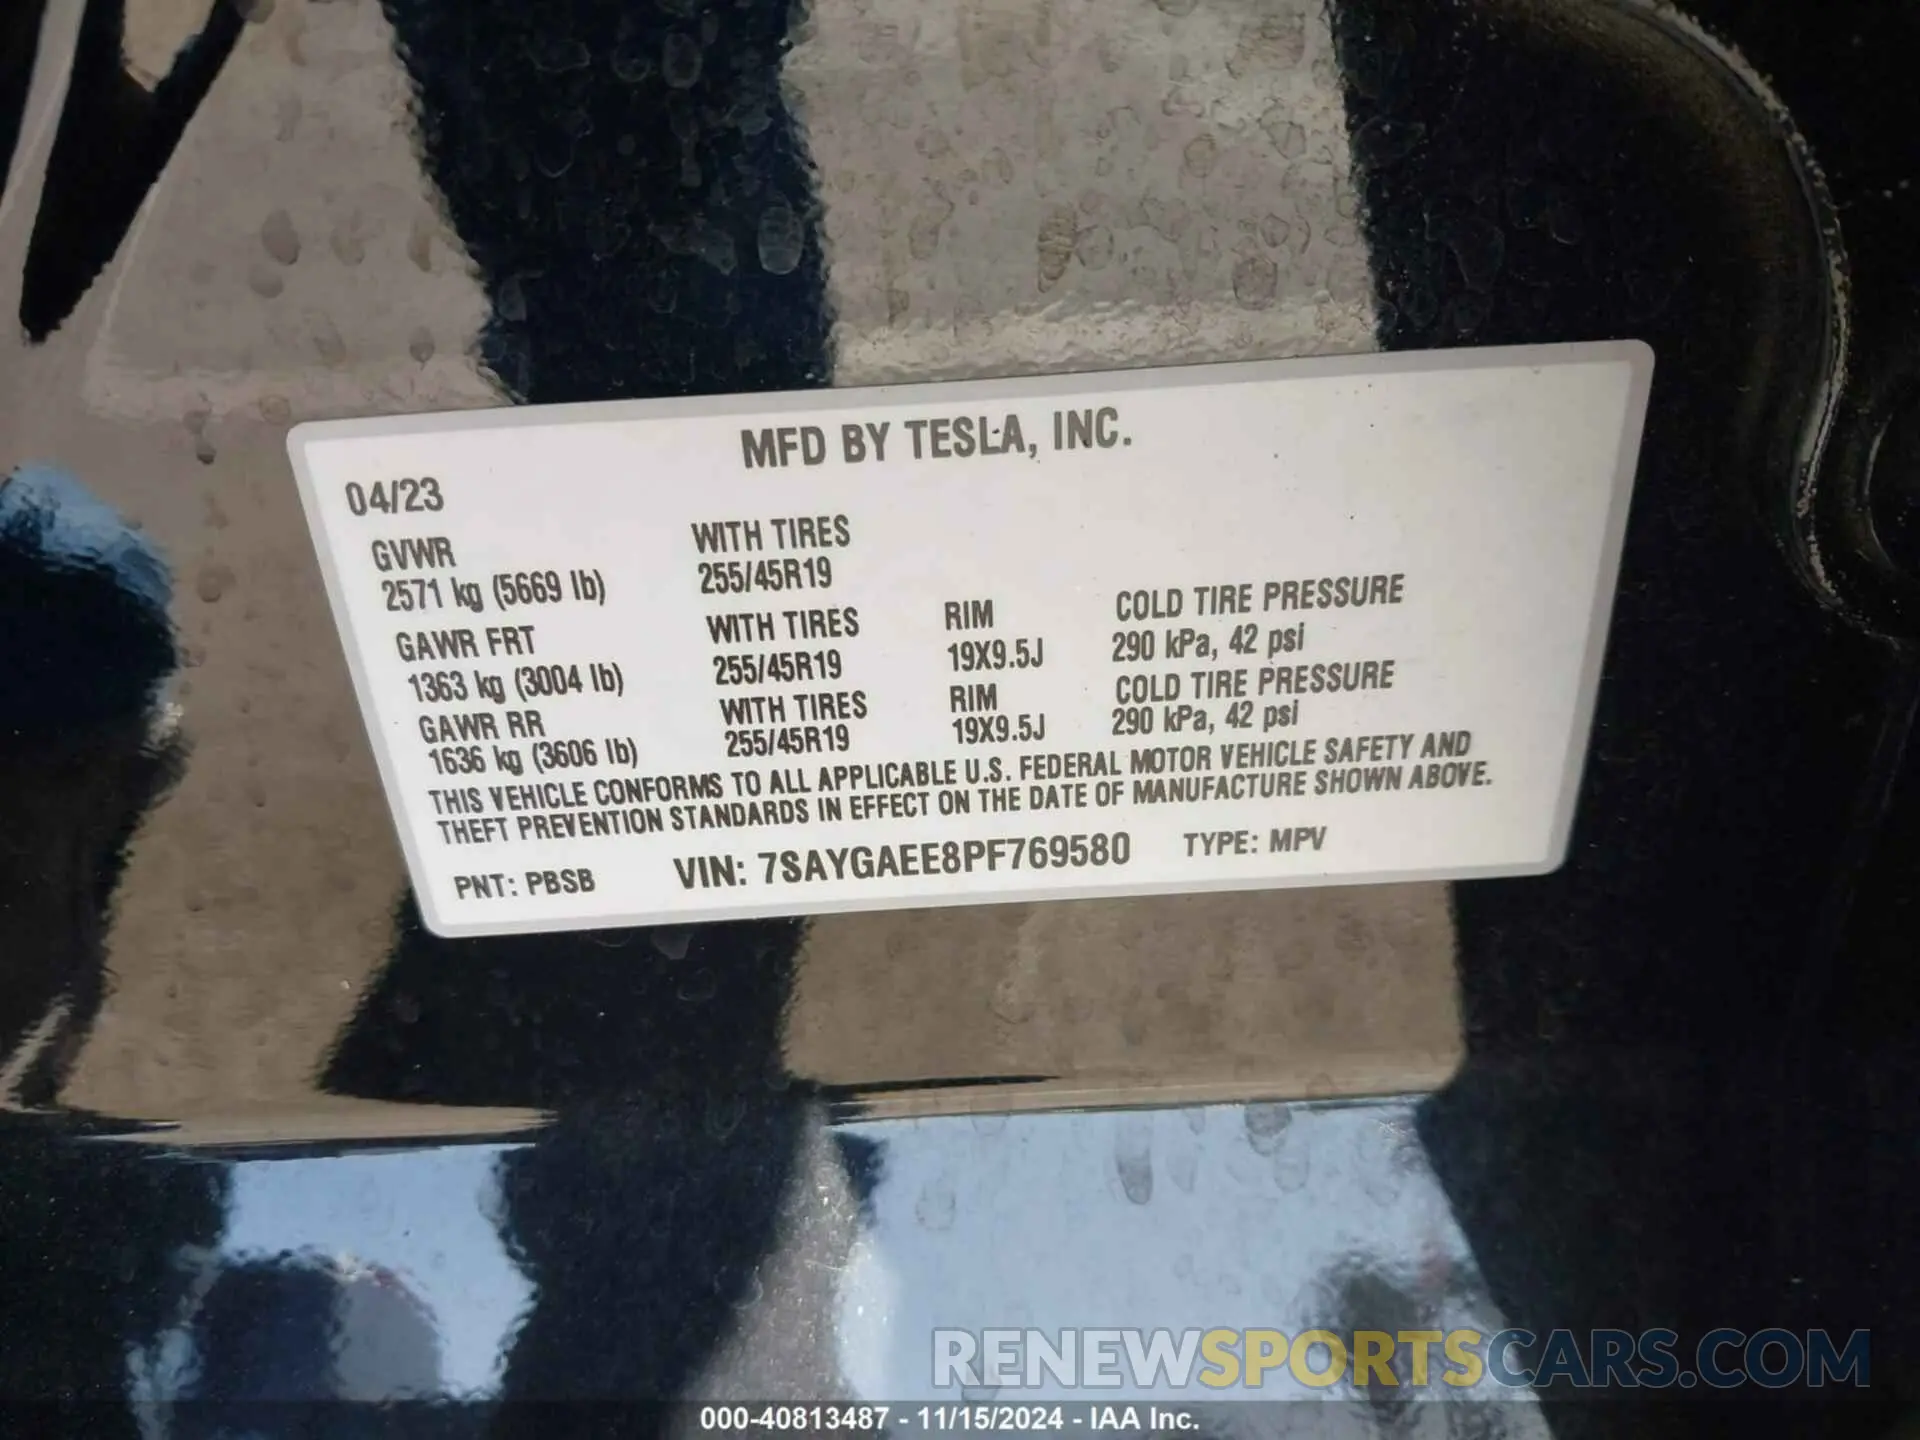 MFD BY TESLA, INC.
04/23
GVWR WITH TIRES
2571 kg (5669 lb) 255/45R19
GAWR FRT WITH TIRES RIM COLD TIRE PRESSURE
1363 kg (3004 lb) 255/45R19 19X9.5J 290 kPa, 42 psi
GAWR RR WITH TIRES RIM COLD TIRE PRESSURE
1636 kg (3606 lb) 255/45R19 19X9.5J 290 kPa, 42 psi
THIS VEHICLE CONFORMS TO ALL APPLICABLE U.S. FEDERAL MOTOR VEHICLE SAFETY AND
THEFT PREVENTION STANDARDS IN EFFECT ON THE DATE OF MANUFACTURE SHOWN ABOVE.
PNT: PBSB VIN: 7SAYGAEE8PF769580 TYPE: MPV
RENEWSPORTSCARS.COM
000-40813487 - 11/15/2024 - IAA Inc.